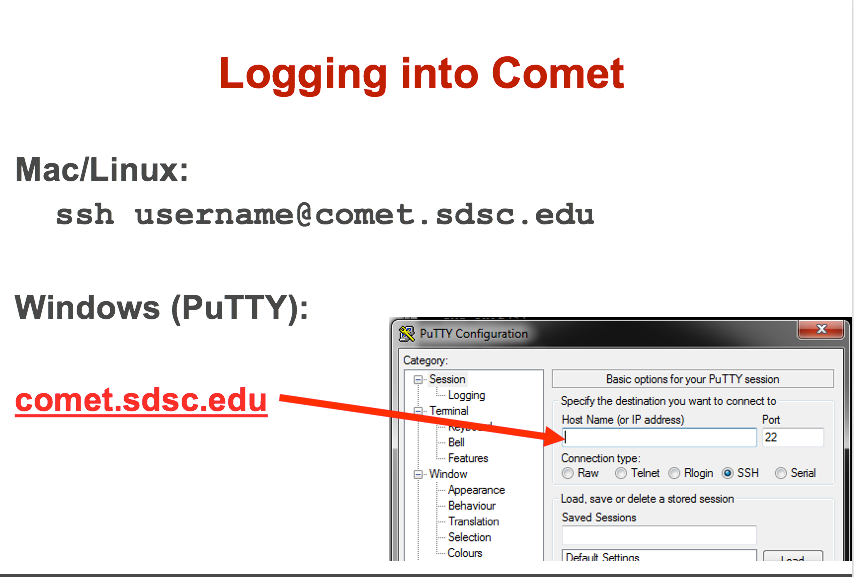 Logging into Comet
Mac/Linux:
ssh username@comet.sdsc.edu
Windows (PuTTY):
comet.sdsc.edu
PuTTY Configuration
Category:
Session
Logging
Terminal
Keyboard
Bell
Features
Window
Appearance
Behaviour
Translation
Selection
Colours
Basic options for your PuTTY session
Specify the destination you want to connect to
Host Name (or IP address) Port
22
Connection type:
Raw Telnet Rlogin SSH Serial
Load, save or delete a stored session
Saved Sessions
Default Settings Load